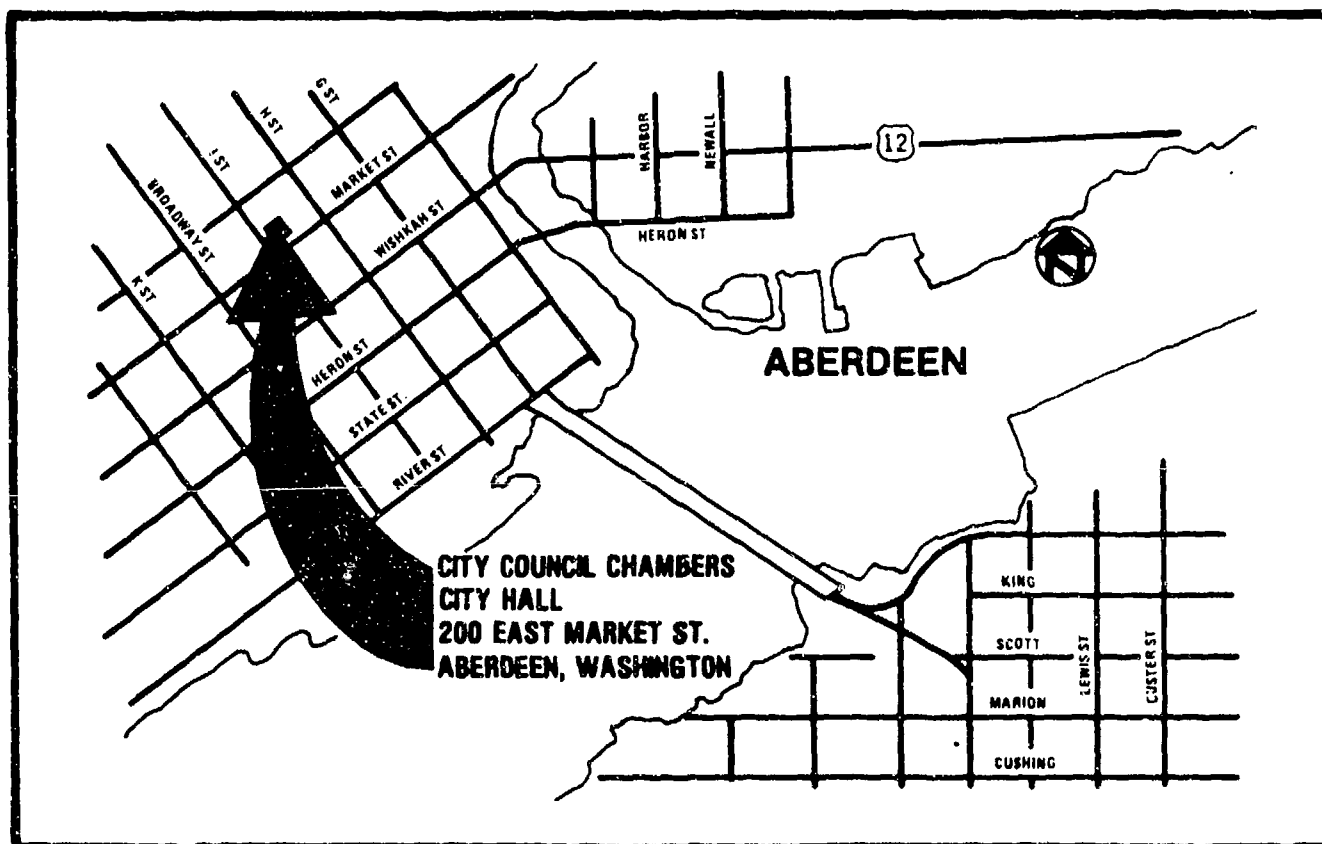 G ST
H ST
I ST
BROADWAY ST
K ST
MARKET ST
WISHKAH ST
HERON ST
STATE ST.
RIVER ST
HARBOR
NEWALL
12
HERON ST
N
ABERDEEN
CITY COUNCIL CHAMBERS
CITY HALL
200 EAST MARKET ST.
ABERDEEN, WASHINGTON
KING
SCOTT
MARION
CUSHING
LEWIS ST
CUSTER ST